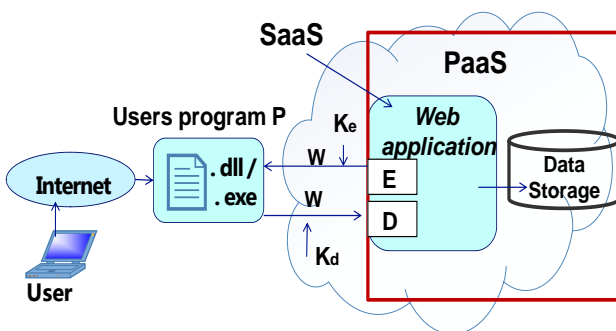 SaaS
PaaS
Users program P
Ke
Web
application
W
E
Data
Storage
Internet
. dll /
. exe
W
D
Kd
User